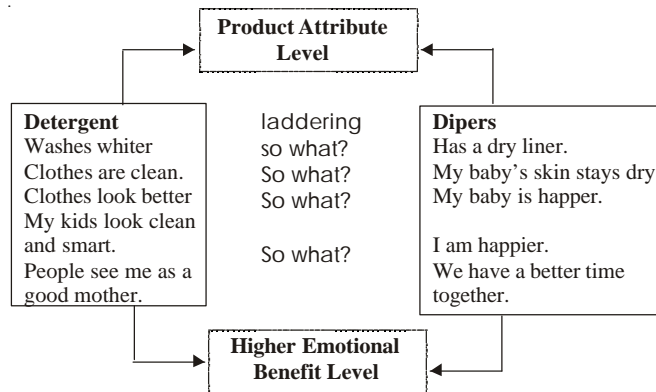 Product Attribute
Level
Detergent
Washes whiter
Clothes are clean.
Clothes look better
My kids look clean
and smart.
People see me as a
good mother.
laddering
so what?
So what?
So what?
So what?
Dipers
Has a dry liner.
My baby's skin stays dry
My baby is happer.
I am happier.
We have a better time
together.
Higher Emotional
Benefit Level